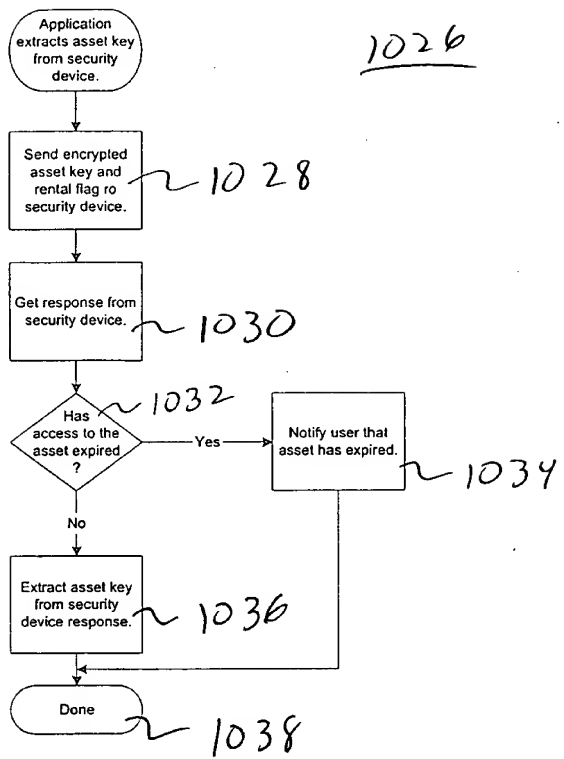 Application
extracts asset key
from security
device.
1026
Send encrypted
asset key and
rental flag ro
security device.
1028
Get response from
security device.
1030
Has
access to the
asset expired
?
1032
Yes
Notify user that
asset has expired.
1034
No
Extract asset key
from security
device response.
1036
Done
1038